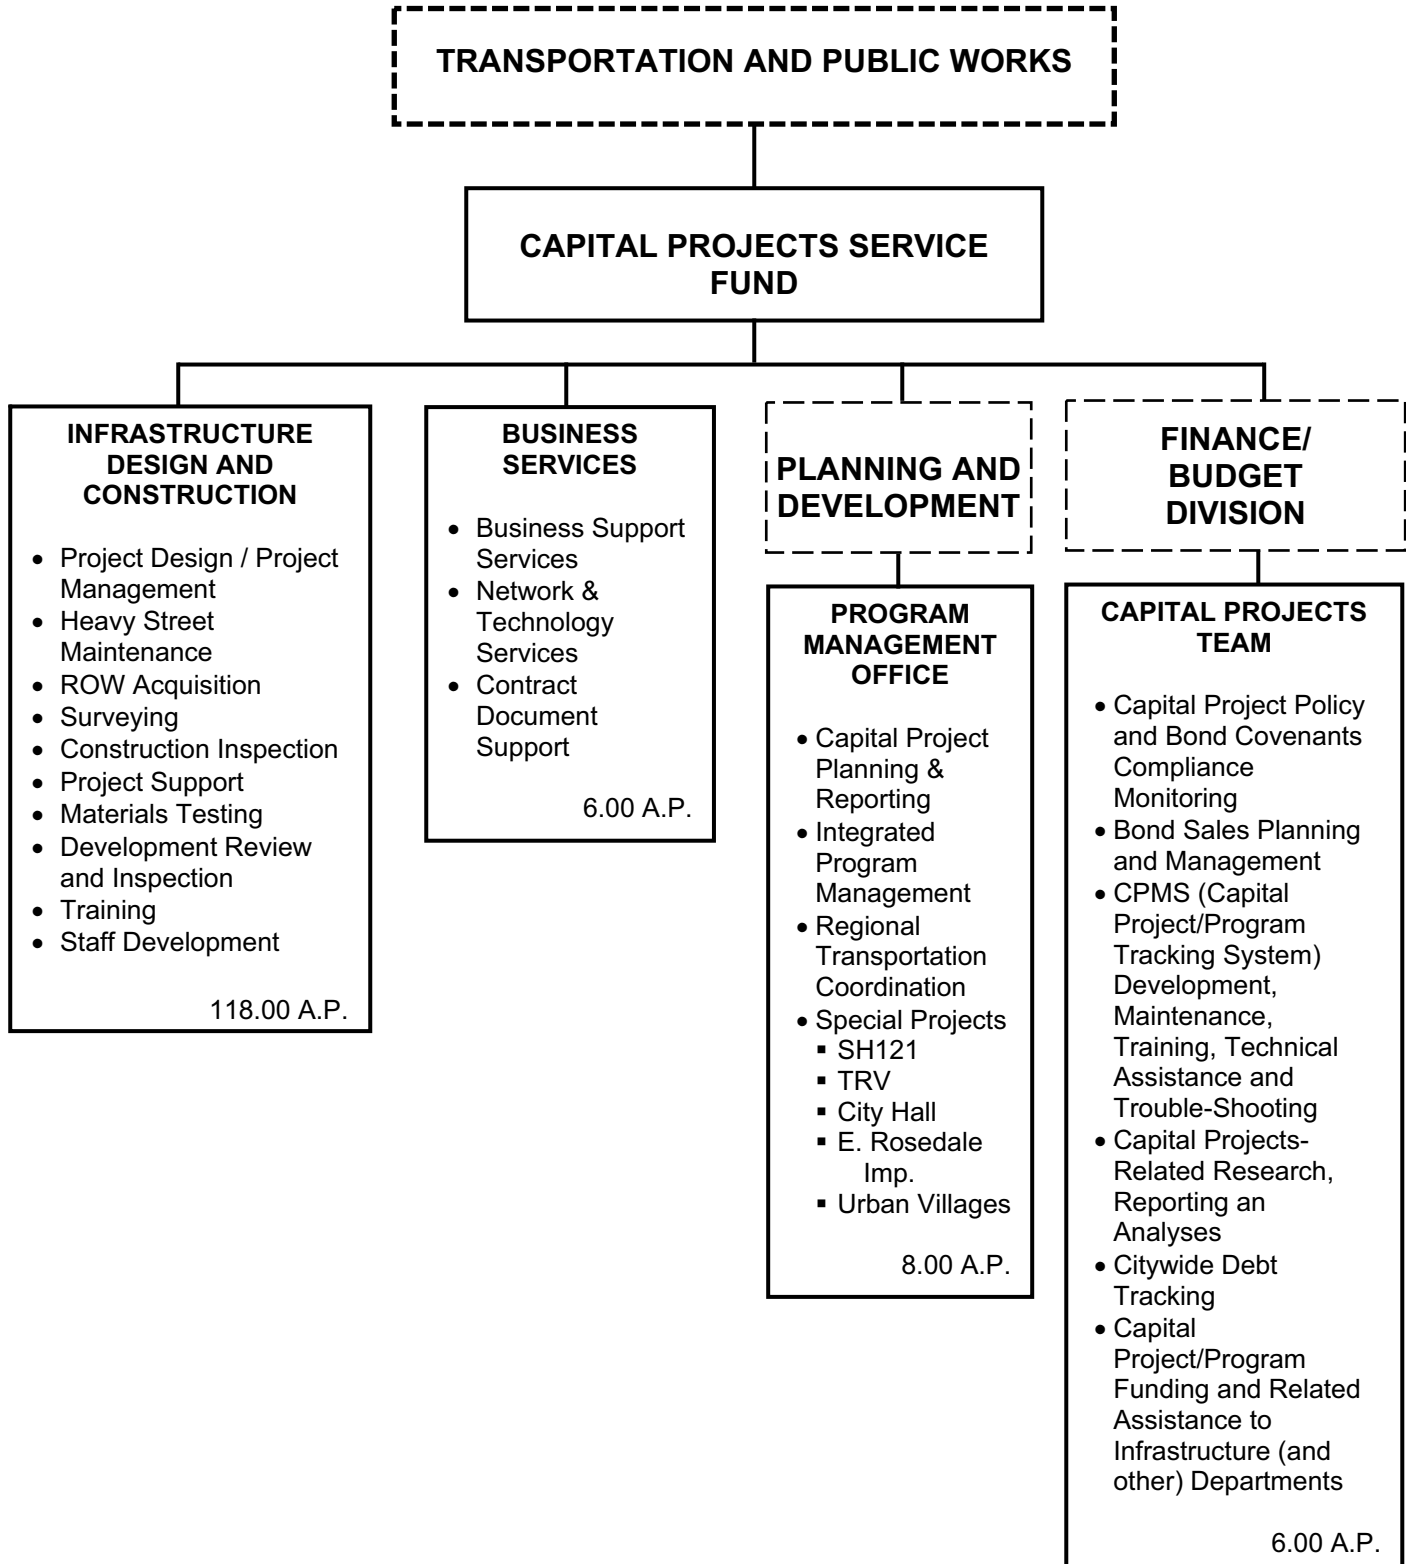 TRANSPORTATION AND PUBLIC WORKS
CAPITAL PROJECTS SERVICE
FUND
INFRASTRUCTURE
DESIGN AND
CONSTRUCTION
• Project Design / Project
Management
• Heavy Street
Maintenance
• ROW Acquisition
• Surveying
• Construction Inspection
• Project Support
• Materials Testing
• Development Review
and Inspection
• Training
• Staff Development
118.00 A.P.
BUSINESS
SERVICES
• Business Support
Services
• Network &
Technology
Services
• Contract
Document
Support
6.00 A.P.
PLANNING AND
DEVELOPMENT
PROGRAM
MANAGEMENT
OFFICE
• Capital Project
Planning &
Reporting
• Integrated
Program
Management
• Regional
Transportation
Coordination
• Special Projects
▪ SH121
▪ TRV
▪ City Hall
▪ E. Rosedale
Imp.
▪ Urban Villages
8.00 A.P.
FINANCE/
BUDGET
DIVISION
CAPITAL PROJECTS
TEAM
• Capital Project Policy
and Bond Covenants
Compliance
Monitoring
• Bond Sales Planning
and Management
• CPMS (Capital
Project/Program
Tracking System)
Development,
Maintenance,
Training, Technical
Assistance and
Trouble-Shooting
• Capital Projects-
Related Research,
Reporting an
Analyses
• Citywide Debt
Tracking
• Capital
Project/Program
Funding and Related
Assistance to
Infrastructure (and
other) Departments
6.00 A.P.